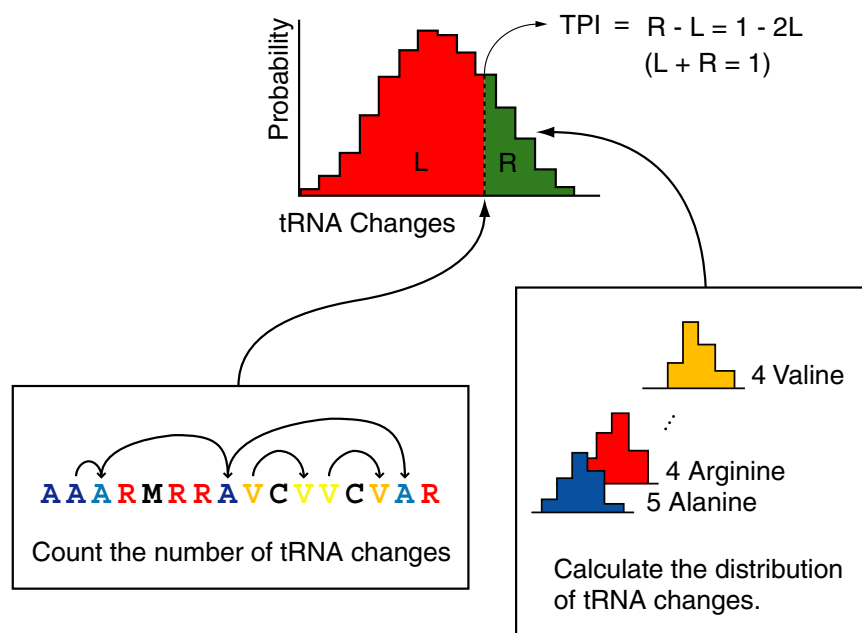 TPI = R - L = 1 - 2L
(L + R = 1)
Probability
L
R
tRNA Changes
4 Valine
4 Arginine
5 Alanine
AAARMRRAVCVVCVAR
Count the number of tRNA changes
Calculate the distribution
of tRNA changes.